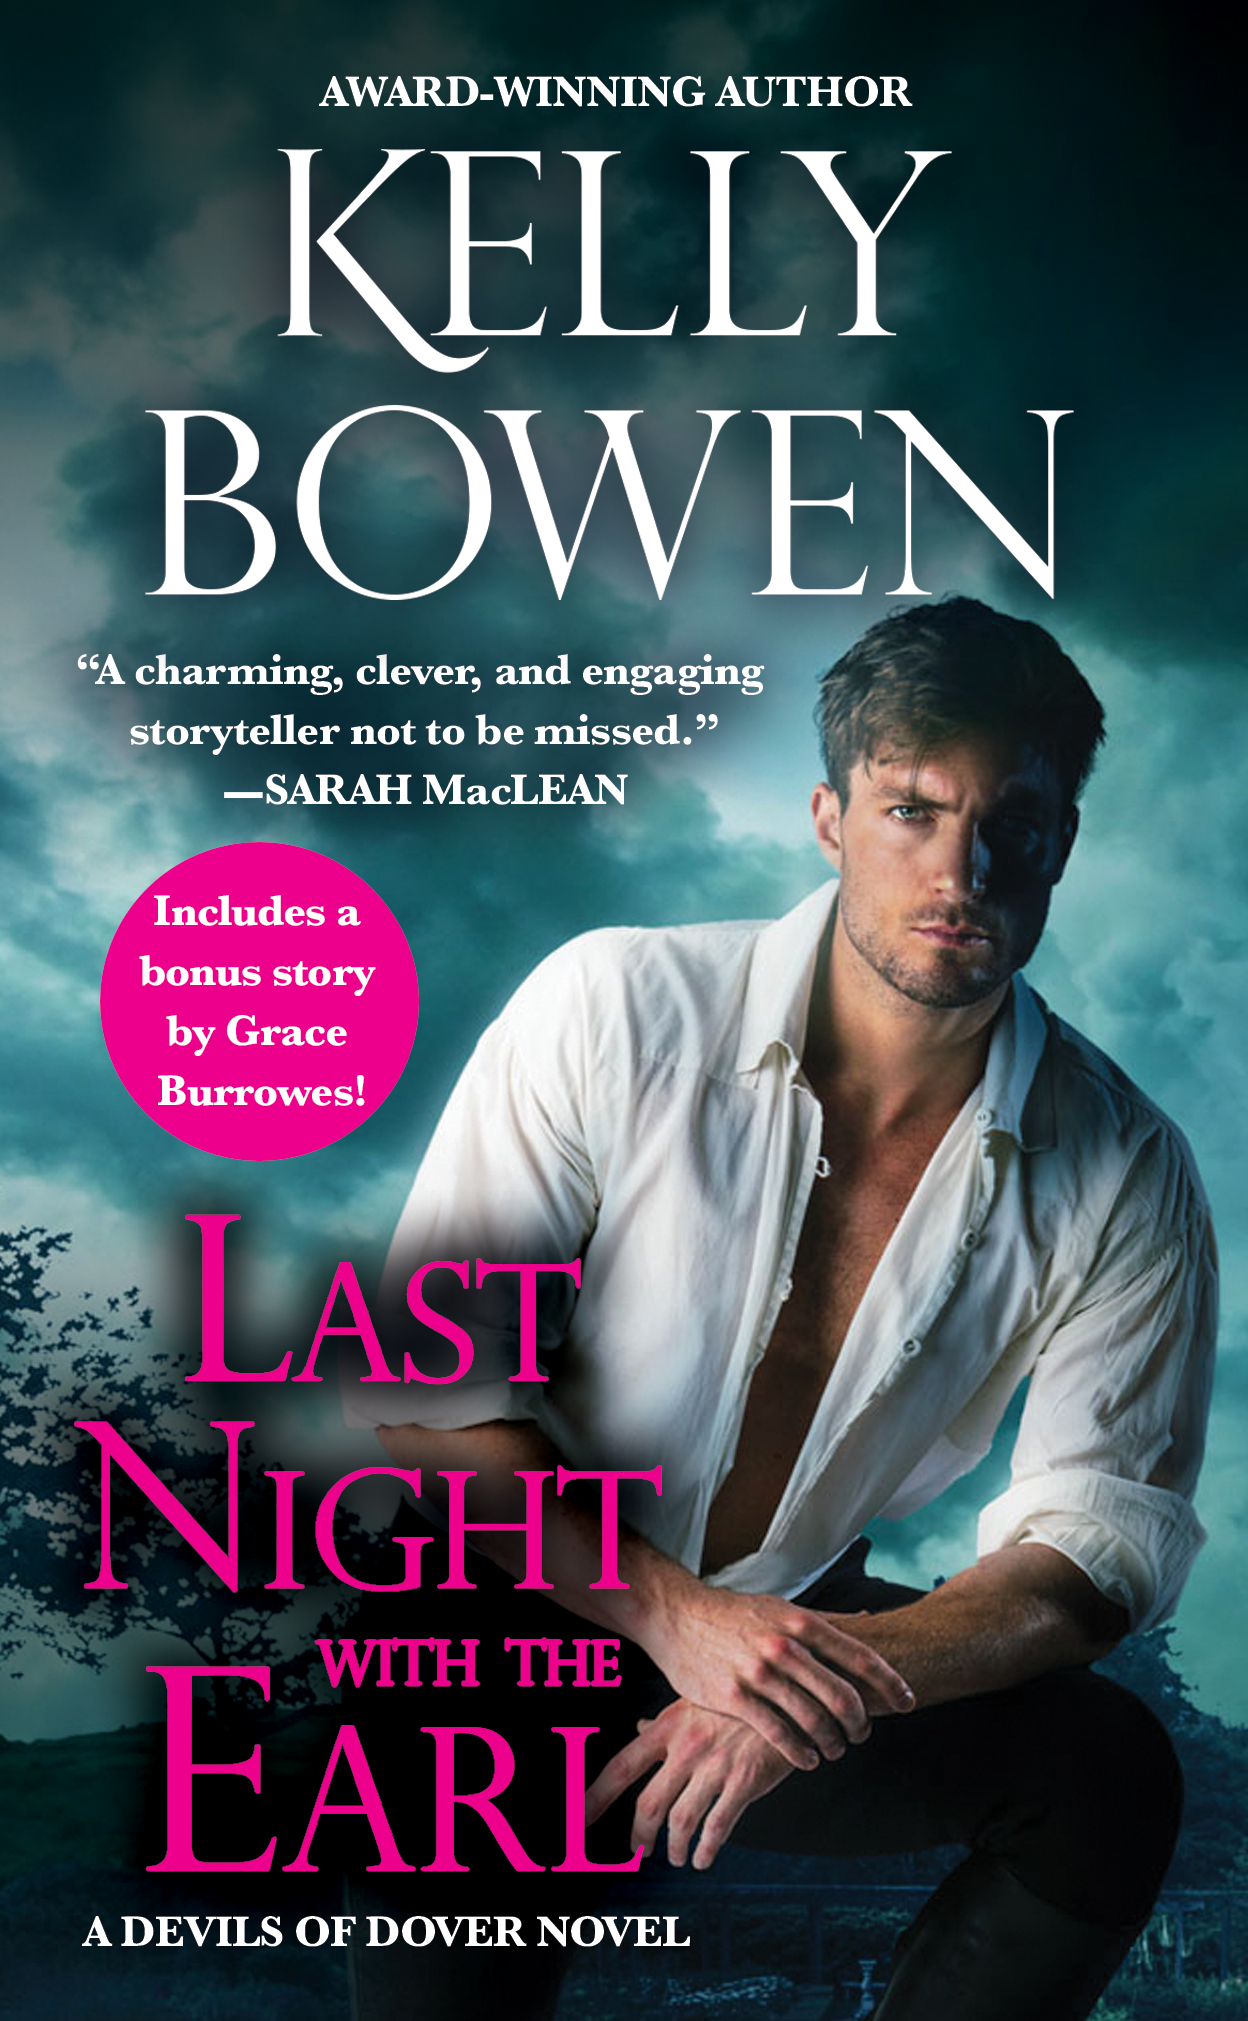 AWARD-WINNING AUTHOR
KELLY
BOWEN
“A charming, clever, and engaging
storyteller not to be missed.”
—SARAH MacLEAN
Includes a
bonus story
by Grace
Burrowes!
LAST
NIGHT
WITH THE
EARL
A DEVILS OF DOVER NOVEL